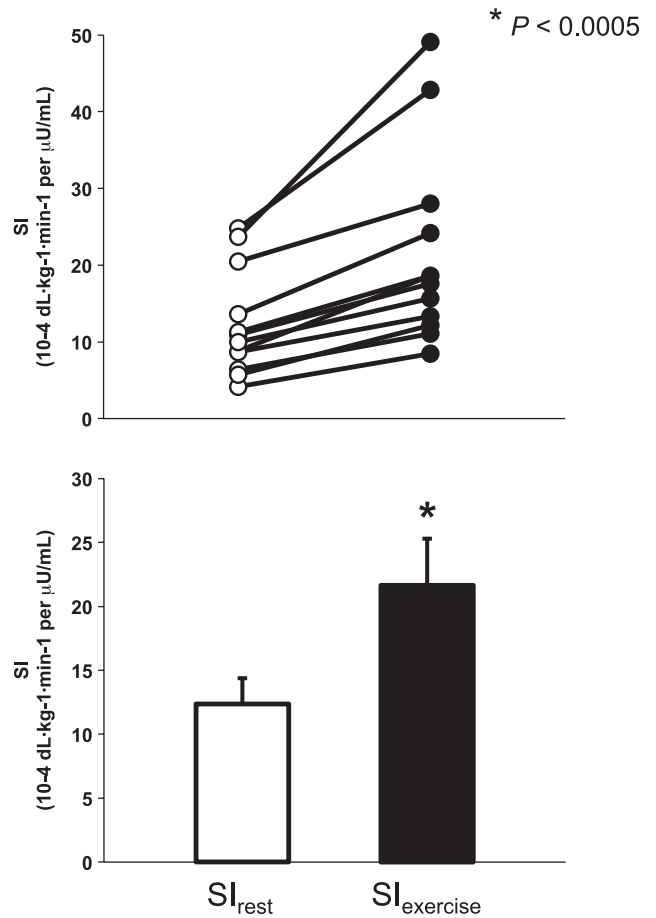 * P < 0.0005
50
40
30
20
10
0
SI
(10-4 dL·kg-1·min-1 per μU/mL)
30
25
20
15
10
5
0
SI
(10-4 dL·kg-1·min-1 per μU/mL)
*
SIrest
SIexercise